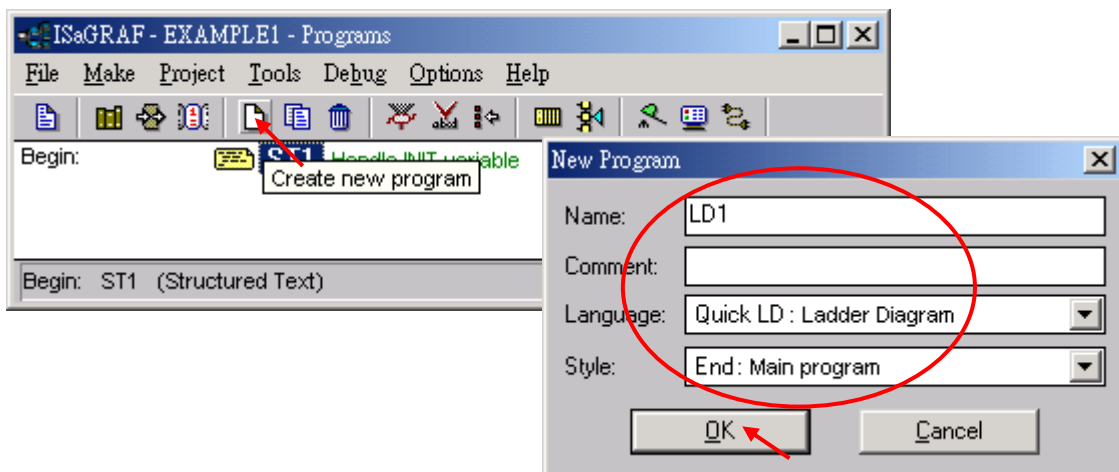 ISaGRAF - EXAMPLE1 - Programs
File Make Project Tools Debug Options Help
Begin: ST1 Handle INIT variable
Create new program
Begin: ST1 (Structured Text)
New Program
Name: LD1
Comment:
Language: Quick LD : Ladder Diagram
Style: End : Main program
OK Cancel